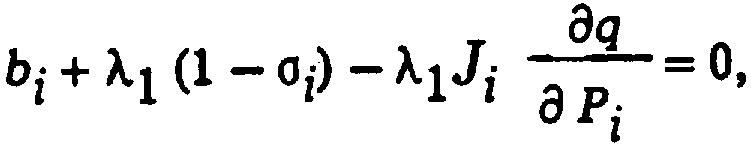 b_i + λ_1 (1 − σ_i) − λ_1 J_i ∂q / ∂P_i = 0,